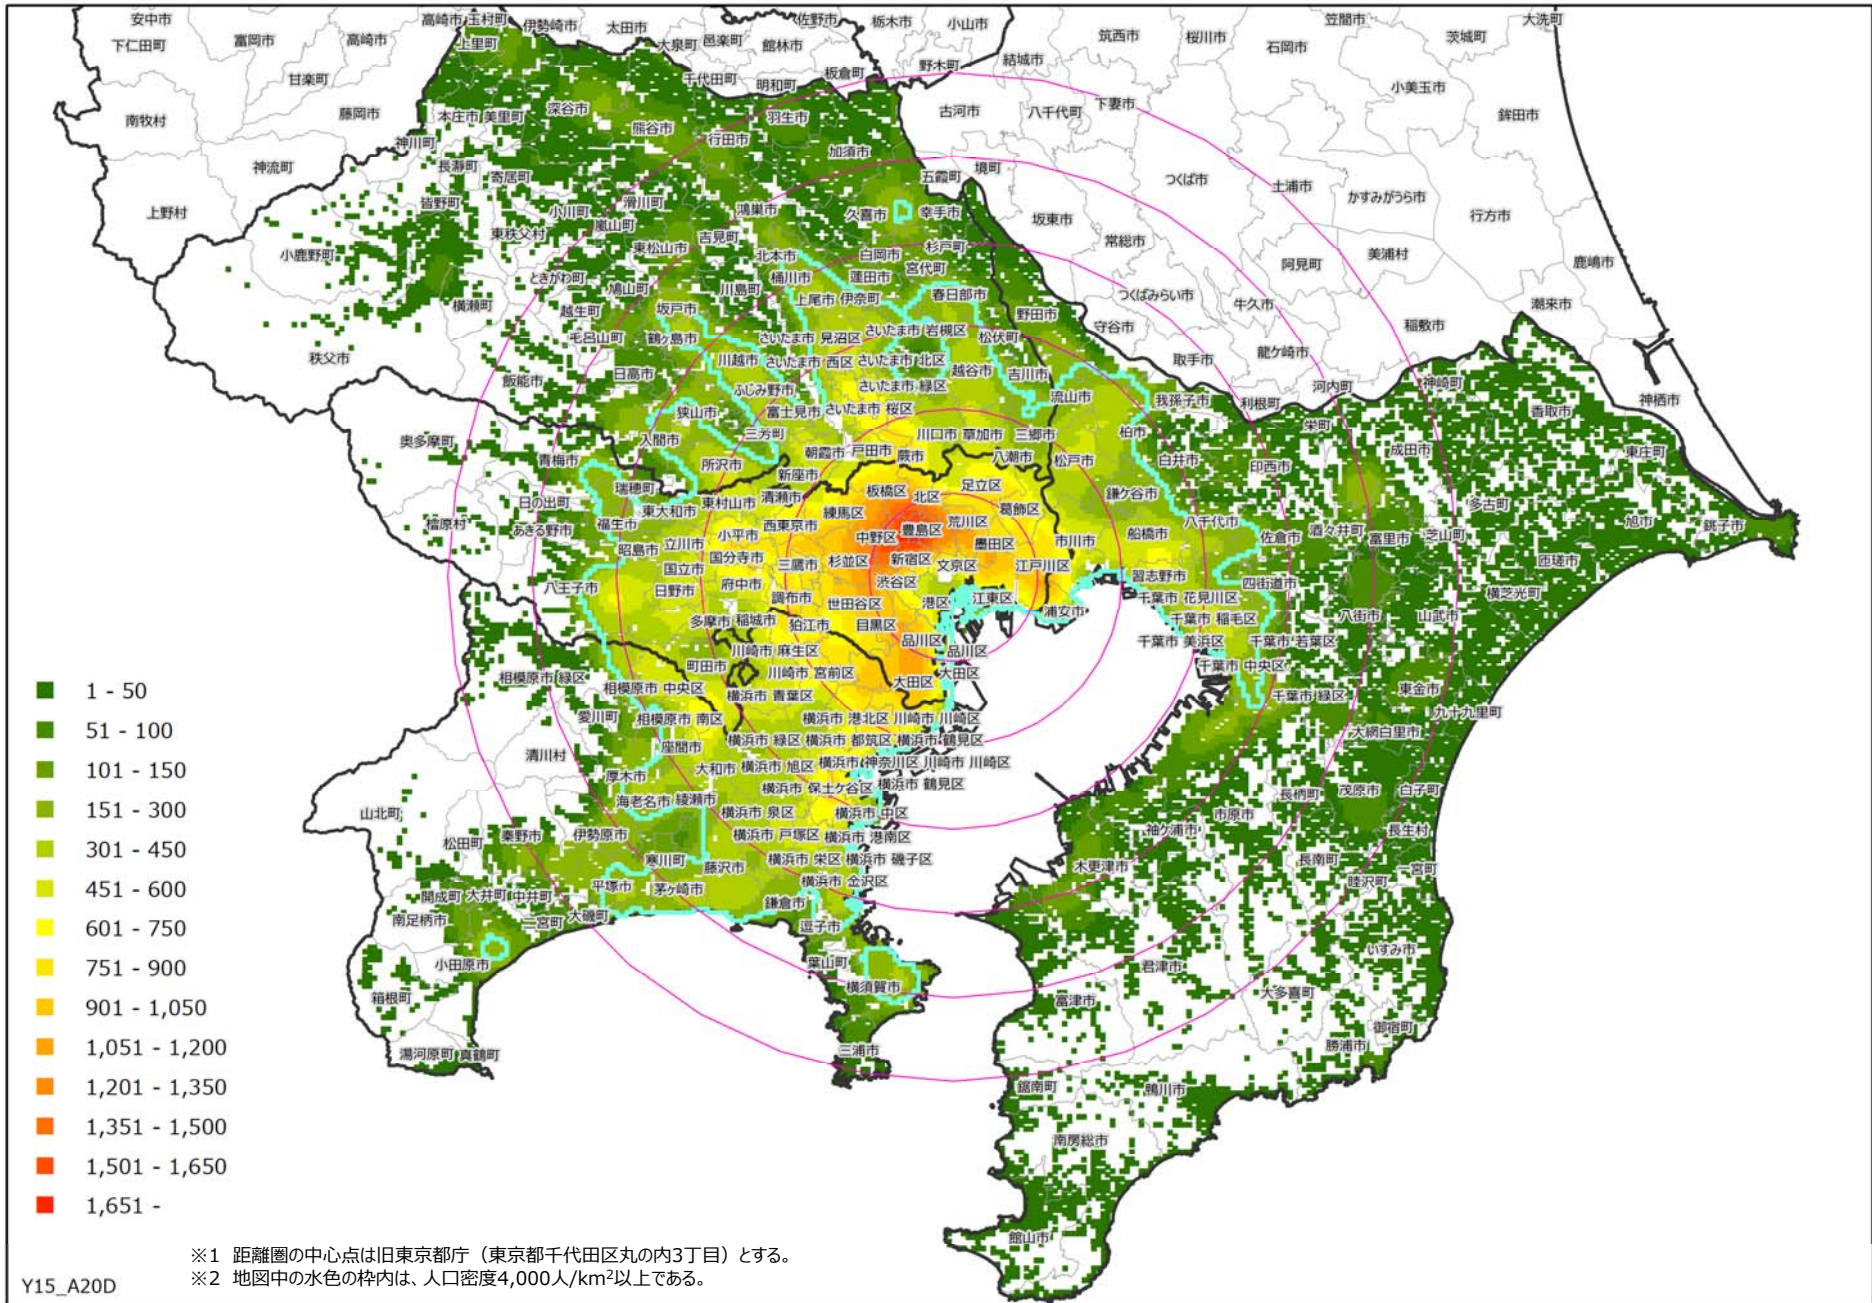 安中市
高崎市 玉村町
伊勢崎市
太田市
佐野市
栃木市
小山市
笠間市
大洗町
下仁田町
富岡市
高崎市
上里町
大泉町
邑楽町
館林市
筑西市
桜川市
石岡市
茨城町
甘楽町
千代田町
明和町
板倉町
野木町
結城市
小美玉市
南牧村
藤岡市
本庄市 美里町
深谷市
熊谷市
行田市
羽生市
古河市
八千代町
下妻市
鉾田市
神川町
加須市
神流町
長瀞町
寄居町
五霞町
境町
つくば市
土浦市
かすみがうら市
上野村
皆野町
小川町
滑川町
鴻巣市
久喜市
幸手市
坂東市
行方市
小鹿野町
東秩父村
嵐山町
吉見町
東松山市
北本市
白岡市
杉戸町
常総市
阿見町
美浦村
鹿嶋市
ときがわ町
鳩山町
川島町
桶川市
蓮田市
宮代町
横瀬町
越生町
坂戸市
上尾市 伊奈町
春日部市
つくばみらい市
牛久市
潮来市
毛呂山町
鶴ヶ島市
さいたま市 見沼区
さいたま市 岩槻区
松伏町
野田市
守谷市
稲敷市
秩父市
日高市
川越市
さいたま市 西区
さいたま市 北区
越谷市
吉川市
取手市
龍ケ崎市
飯能市
ふじみ野市
さいたま市 緑区
流山市
我孫子市
利根町
河内町
神崎町
神栖市
狭山市
富士見市
さいたま市 桜区
香取市
奥多摩町
入間市
三芳町
川口市 草加市
三郷市
柏市
栄町
成田市
東庄町
青梅市
所沢市
新座市
朝霞市
戸田市
蕨市
八潮市
松戸市
白井市
印西市
瑞穂町
板橋区
北区
足立区
鎌ケ谷市
日の出町
東大和市
東村山市
清瀬市
練馬区
葛飾区
多古町
檜原村
あきる野市
福生市
西東京市
豊島区
荒川区
八千代市
酒々井町
旭市
銚子市
昭島市
立川市
小平市
中野区
墨田区
市川市
船橋市
佐倉市
富里市
芝山町
国分寺市
三鷹市
杉並区
新宿区
文京区
江戸川区
匝瑳市
八王子市
国立市
日野市
府中市
渋谷区
習志野市
四街道市
横芝光町
調布市
世田谷区
港区
江東区
浦安市
千葉市 花見川区
八街市
山武市
多摩市
稲城市
狛江市
目黒区
千葉市 稲毛区
品川区
品川区
千葉市 美浜区
千葉市 若葉区
川崎市 麻生区
町田市
川崎市 宮前区
大田区
大田区
千葉市 中央区
1 - 50
相模原市 緑区
相模原市 中央区
横浜市 青葉区
千葉市 緑区
東金市
九十九里町
愛川町
相模原市 南区
横浜市 港北区
川崎市 川崎区
51 - 100
大網白里市
清川村
座間市
横浜市 緑区
横浜市 都筑区
横浜市 鶴見区
101 - 150
厚木市
大和市
横浜市 旭区
横浜市 神奈川区
川崎市 川崎区
151 - 300
海老名市
綾瀬市
横浜市 保土ケ谷区
横浜市 鶴見区
長柄町
茂原市
白子町
山北町
横浜市 泉区
横浜市 中区
市原市
長生村
301 - 450
松田町
秦野市
伊勢原市
横浜市 戸塚区
横浜市 港南区
袖ケ浦市
寒川町
藤沢市
横浜市 栄区
横浜市 磯子区
木更津市
長南町
一宮町
451 - 600
開成町
大井町
中井町
平塚市
茅ヶ崎市
横浜市 金沢区
睦沢町
601 - 750
南足柄市
二宮町
大磯町
鎌倉市
逗子市
いすみ市
751 - 900
小田原市
葉山町
君津市
901 - 1,050
箱根町
横須賀市
富津市
大多喜町
1,051 - 1,200
湯河原町
真鶴町
三浦市
御宿町
勝浦市
1,201 - 1,350
鋸南町
鴨川市
1,351 - 1,500
南房総市
1,501 - 1,650
1,651 -
館山市
※1 距離圏の中心点は旧東京都庁（東京都千代田区丸の内3丁目）とする。
※2 地図中の水色の枠内は、人口密度4,000人/km²以上である。
Y15_A20D